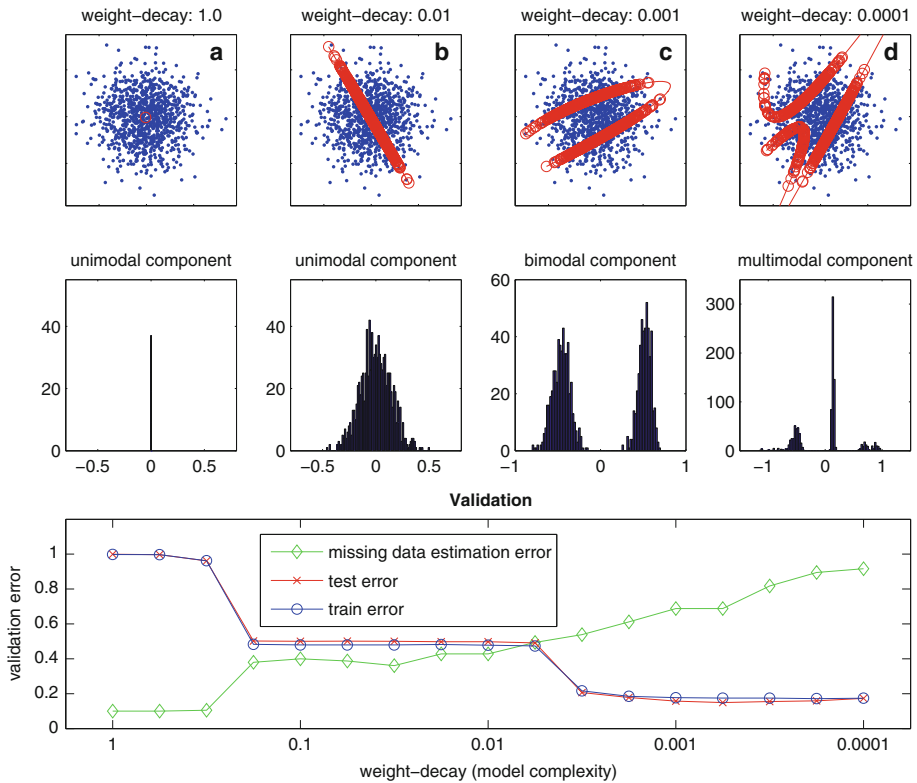 weight−decay: 1.0
weight−decay: 0.01
weight−decay: 0.001
weight−decay: 0.0001
a
b
c
d
unimodal component
unimodal component
bimodal component
multimodal component
40
20
0
−0.5 0 0.5
40
20
0
−0.5 0 0.5
60
40
20
0
−1 0 1
300
200
100
0
−1 0 1
Validation
validation error
1
0.8
0.6
0.4
0.2
0
missing data estimation error
test error
train error
1 0.1 0.01 0.001 0.0001
weight−decay (model complexity)